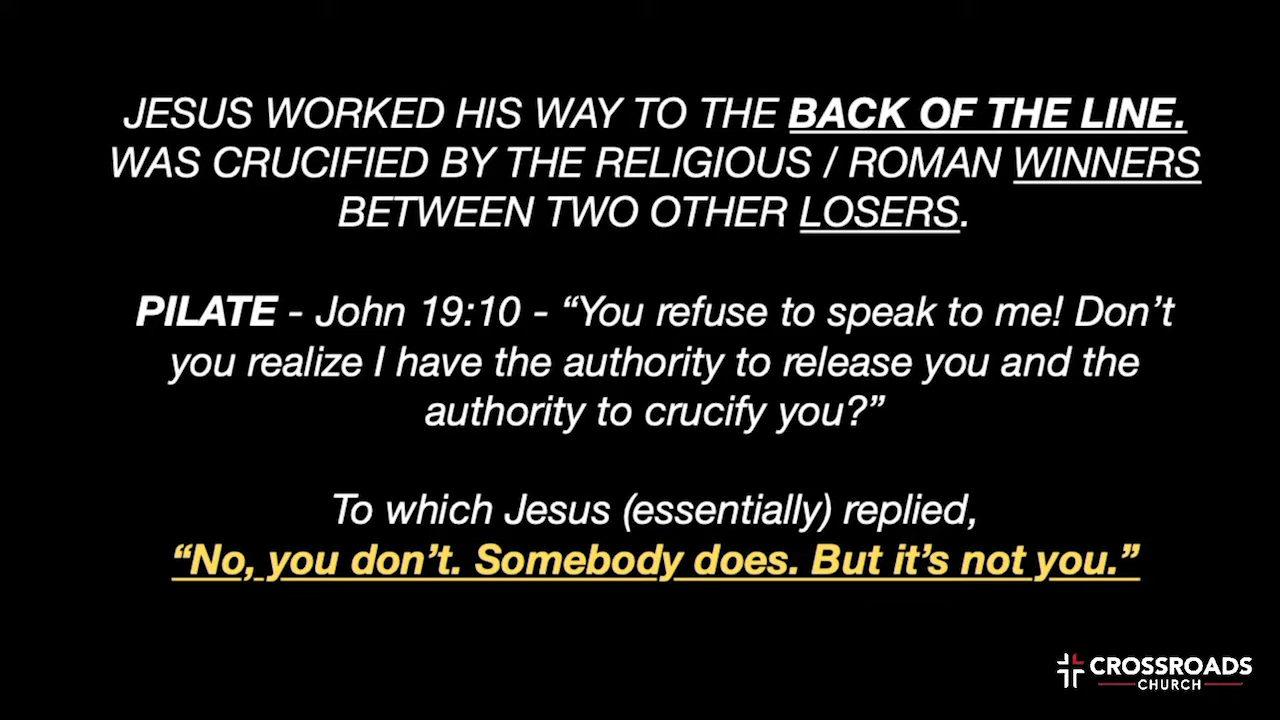 JESUS WORKED HIS WAY TO THE BACK OF THE LINE.
WAS CRUCIFIED BY THE RELIGIOUS / ROMAN WINNERS
BETWEEN TWO OTHER LOSERS.
PILATE - John 19:10 - “You refuse to speak to me! Don’t
you realize I have the authority to release you and the
authority to crucify you?”
To which Jesus (essentially) replied,
“No, you don’t. Somebody does. But it’s not you.”
CROSSROADS
CHURCH